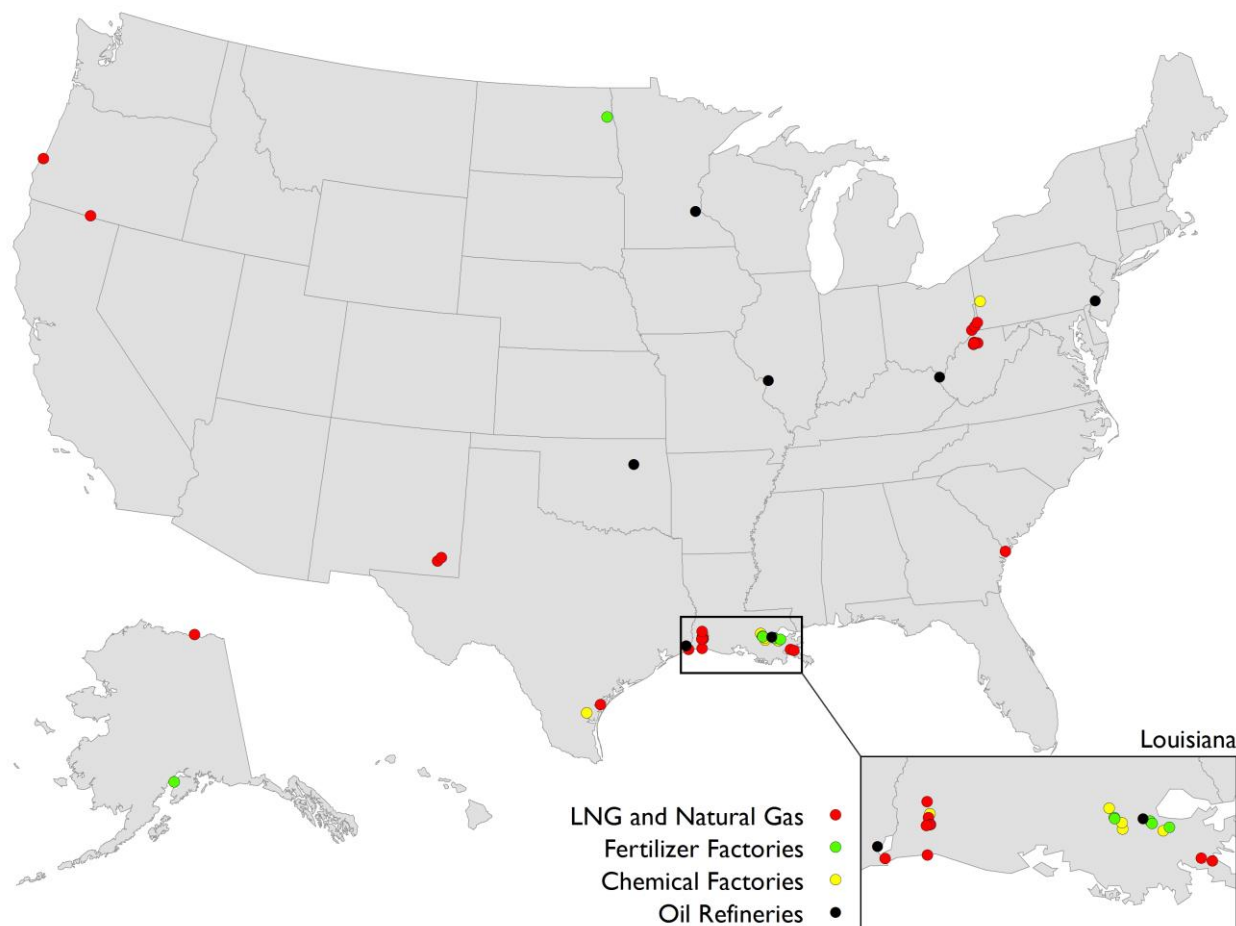 Louisiana
LNG and Natural Gas
Fertilizer Factories
Chemical Factories
Oil Refineries